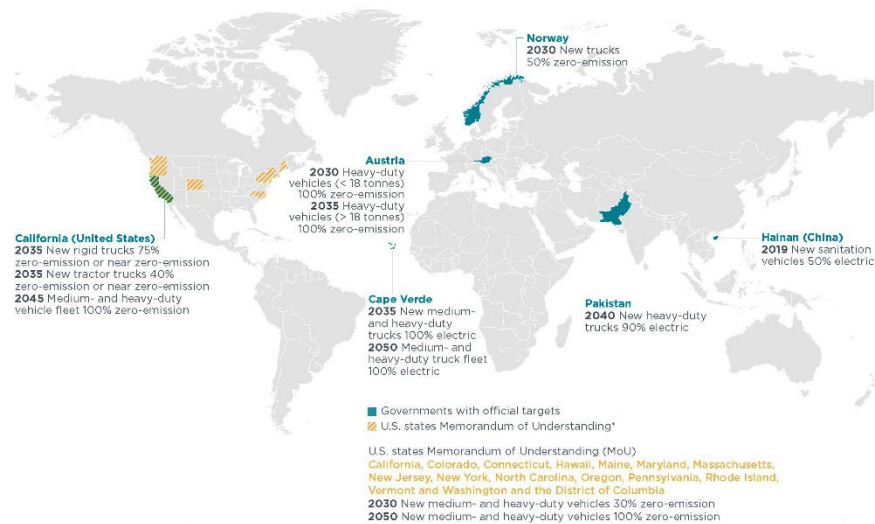 Norway
2030 New trucks
50% zero-emission
Austria
2030 Heavy-duty
vehicles (< 18 tonnes)
100% zero-emission
2035 Heavy-duty
vehicles (> 18 tonnes)
100% zero-emission
California (United States)
2035 New rigid trucks 75%
zero-emission or near zero-emission
2035 New tractor trucks 40%
zero-emission or near zero-emission
2045 Medium- and heavy-duty
vehicle fleet 100% zero-emission
Cape Verde
2035 New medium-
and heavy-duty
trucks 100% electric
2050 Medium- and
heavy-duty truck fleet
100% electric
Pakistan
2040 New heavy-duty
trucks 90% electric
Hainan (China)
2019 New sanitation
vehicles 50% electric
Governments with official targets
U.S. states Memorandum of Understanding*
U.S. states Memorandum of Understanding (MoU)
California, Colorado, Connecticut, Hawaii, Maine, Maryland, Massachusetts,
New Jersey, New York, North Carolina, Oregon, Pennsylvania, Rhode Island,
Vermont and Washington and the District of Columbia
2030 New medium- and heavy-duty vehicles 30% zero-emission
2050 New medium- and heavy-duty vehicles 100% zero-emission